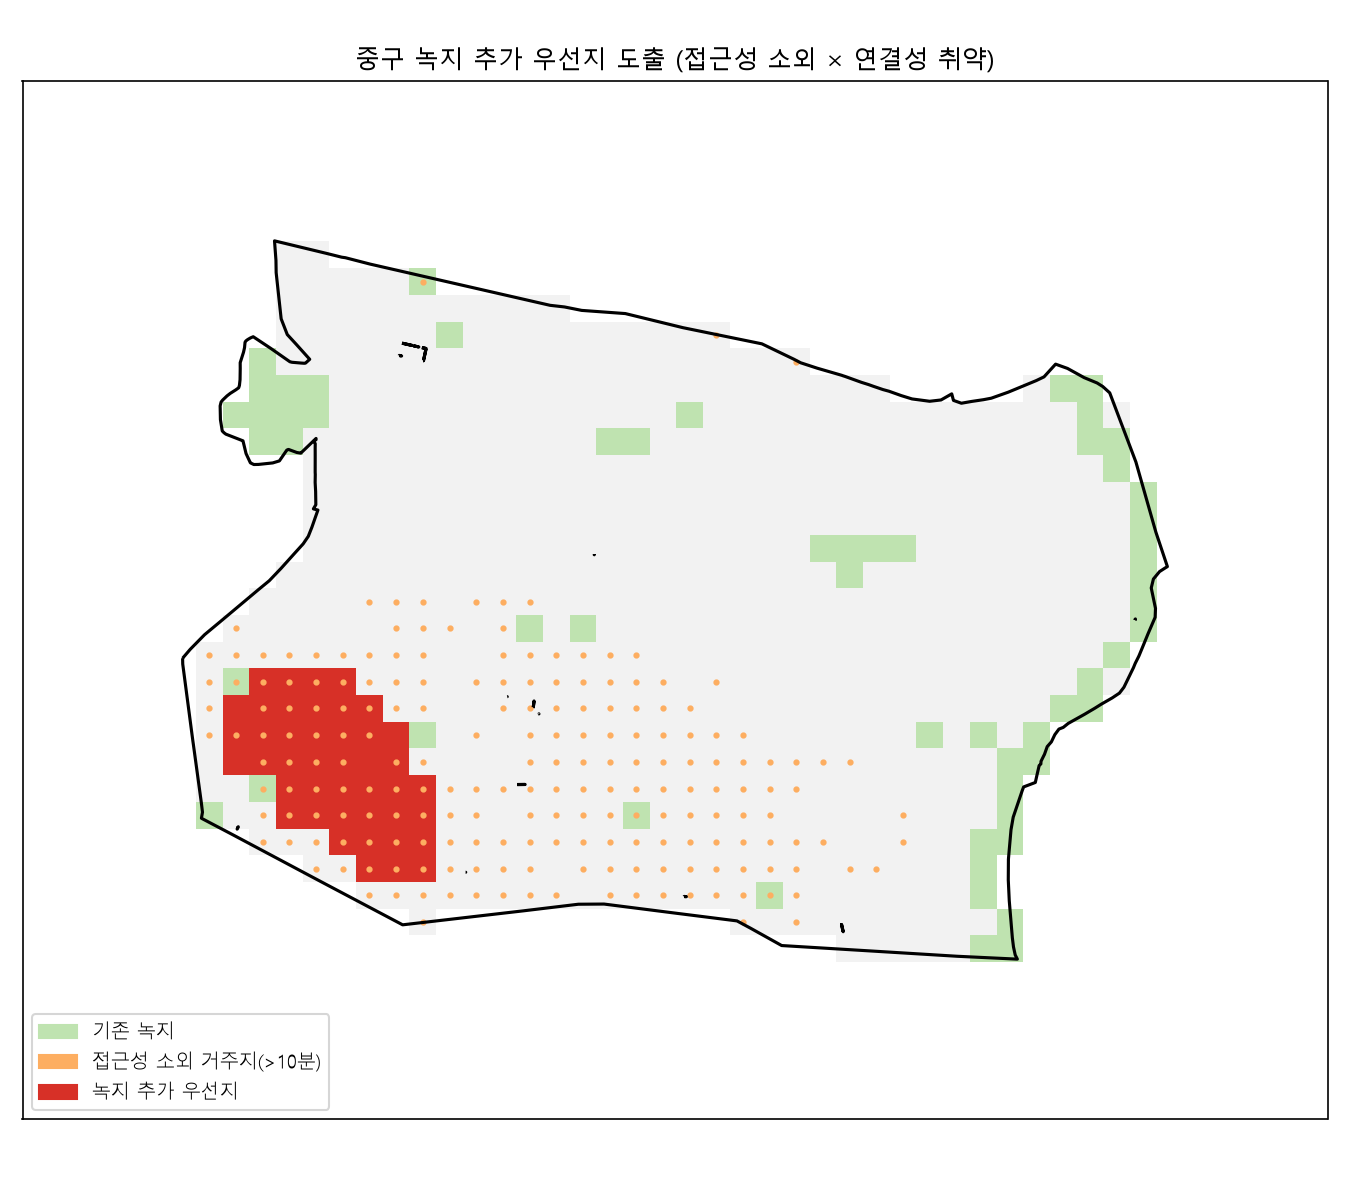 중구 녹지 추가 우선지 도출 (접근성 소외 × 연결성 취약)
기존 녹지
접근성 소외 거주지(>10분)
녹지 추가 우선지